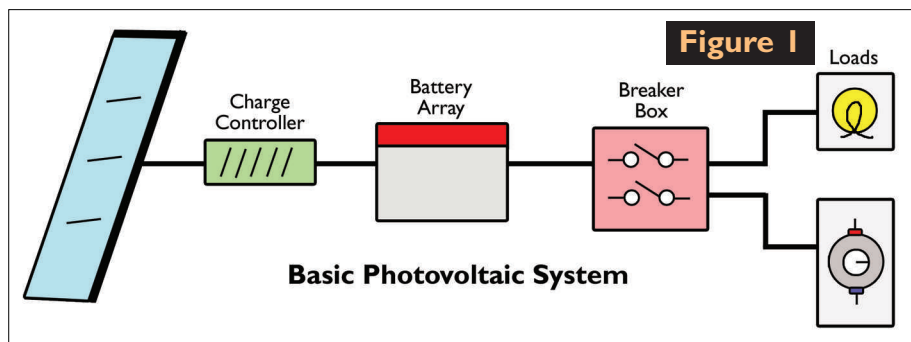 Figure 1
Loads
Charge
Controller
Battery
Array
Breaker
Box
Basic Photovoltaic System